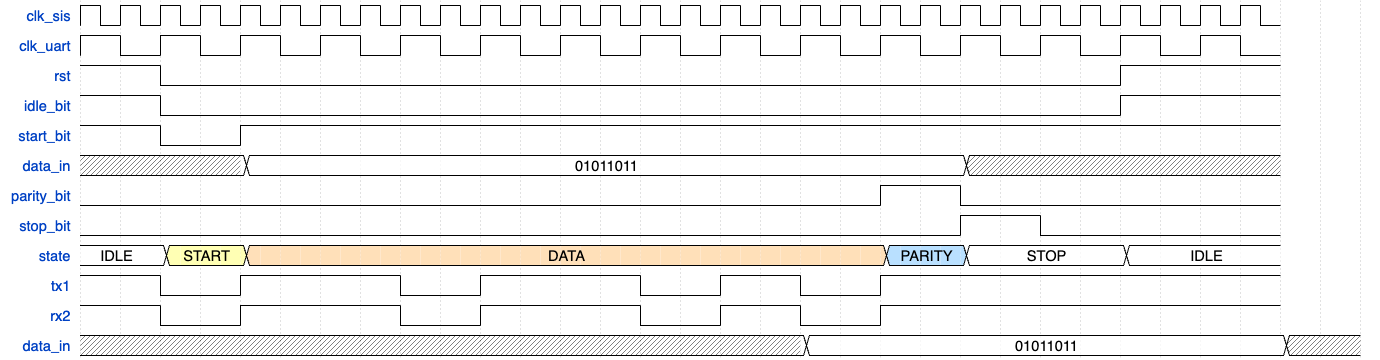 clk_sis
clk_uart
rst
idle_bit
start_bit
data_in 01011011
parity_bit
stop_bit
state IDLE START DATA PARITY STOP IDLE
tx1
rx2
data_in 01011011